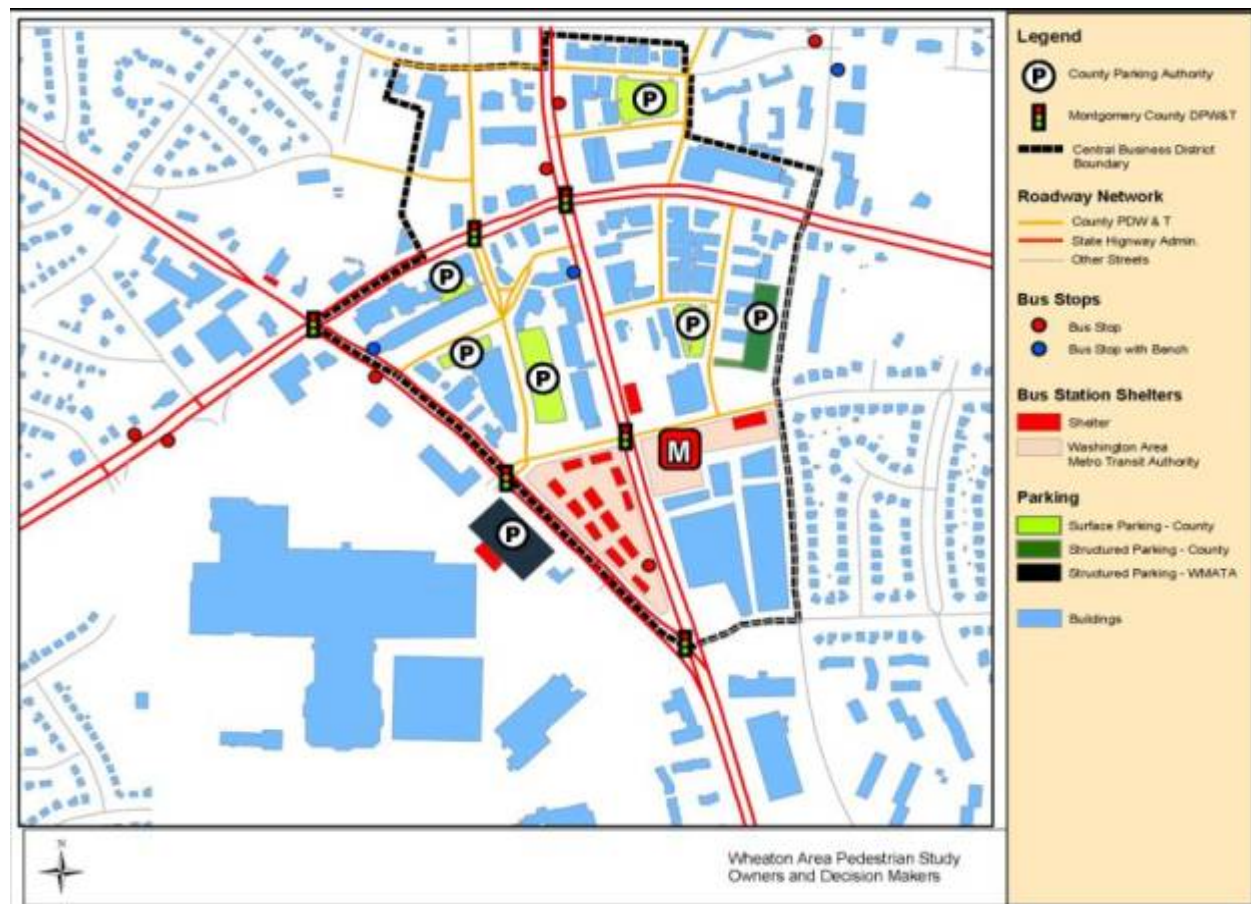 Legend
P
County Parking Authority
Montgomery County DPW&T
Central Business District
Boundary
Roadway Network
County PDW & T
State Highway Admin.
Other Streets
Bus Stops
Bus Stop
Bus Stop with Bench
Bus Station Shelters
Shelter
Washington Area
Metro Transit Authority
Parking
Surface Parking - County
Structured Parking - County
Structured Parking - WMATA
Buildings
P
P
P
P
P
P
M
P
N
Wheaton Area Pedestrian Study
Owners and Decision Makers